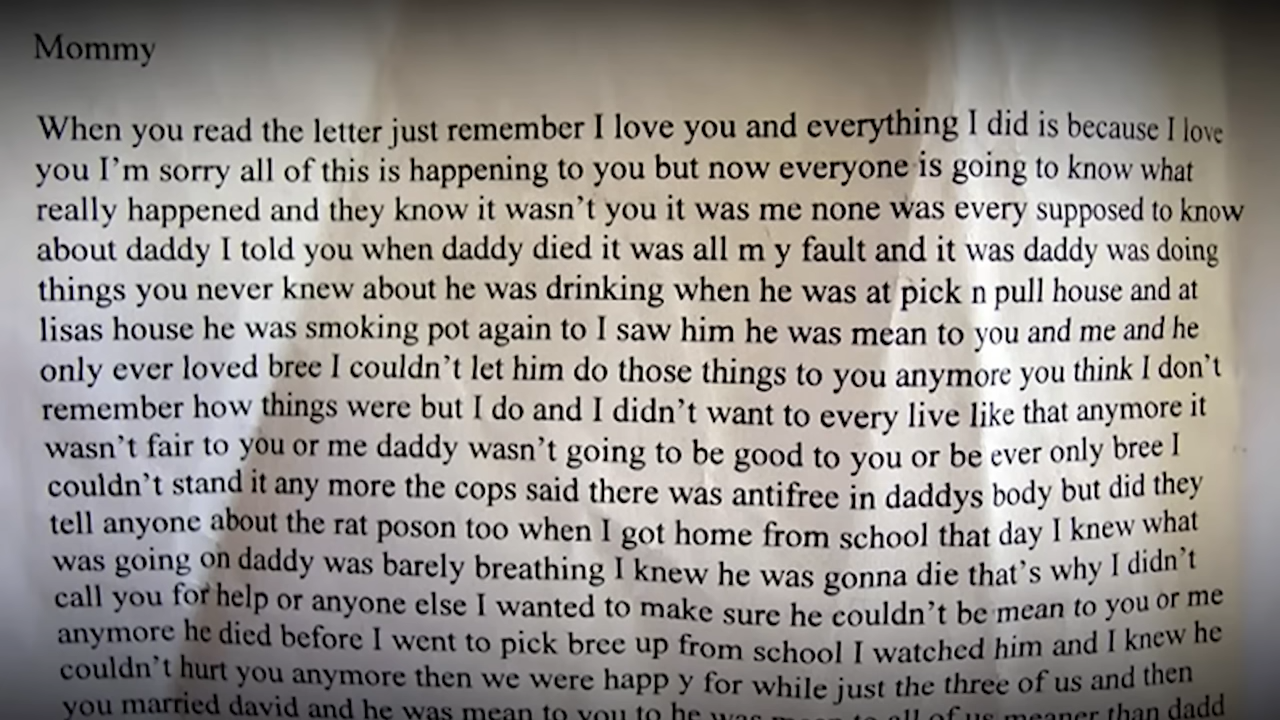 Mommy
When you read the letter just remember I love you and everything I did is because I love
you I'm sorry all of this is happening to you but now everyone is going to know what
really happened and they know it wasn't you it was me none was every supposed to know
about daddy I told you when daddy died it was all m y fault and it was daddy was doing
things you never knew about he was drinking when he was at pick n pull house and at
lisas house he was smoking pot again to I saw him he was mean to you and me and he
only ever loved bree I couldn't let him do those things to you anymore you think I don't
remember how things were but I do and I didn't want to every live like that anymore it
wasn't fair to you or me daddy wasn't going to be good to you or be ever only bree I
couldn't stand it any more the cops said there was antifree in daddys body but did they
tell anyone about the rat poson too when I got home from school that day I knew what
was going on daddy was barely breathing I knew he was gonna die that's why I didn't
call you for help or anyone else I wanted to make sure he couldn't be mean to you or me
anymore he died before I went to pick bree up from school I watched him and I knew he
couldn't hurt you anymore then we were happ y for while just the three of us and then
you married david and he was mean to you to he was to all of us meaner than dadd